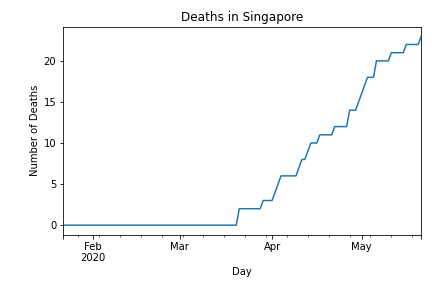 Deaths in Singapore
Number of Deaths
20
15
10
5
0
Feb
2020
Mar
Apr
May
Day